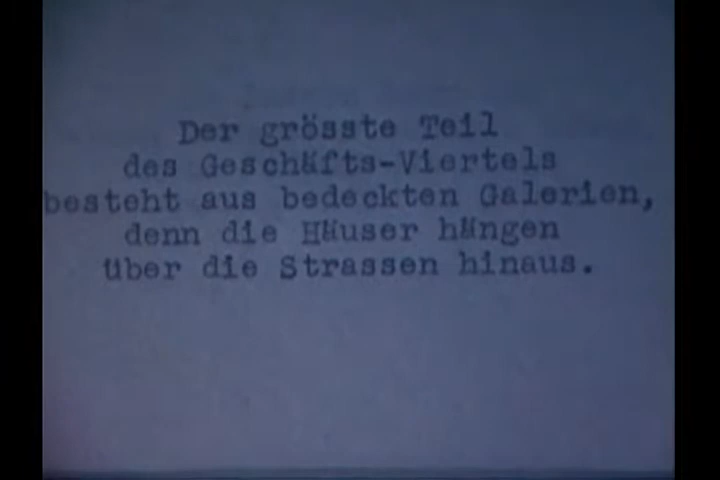 Der grösste Teil
des Geschäfts-Viertels
besteht aus bedeckten Galerien,
denn die Häuser hängen
über die Strassen hinaus.